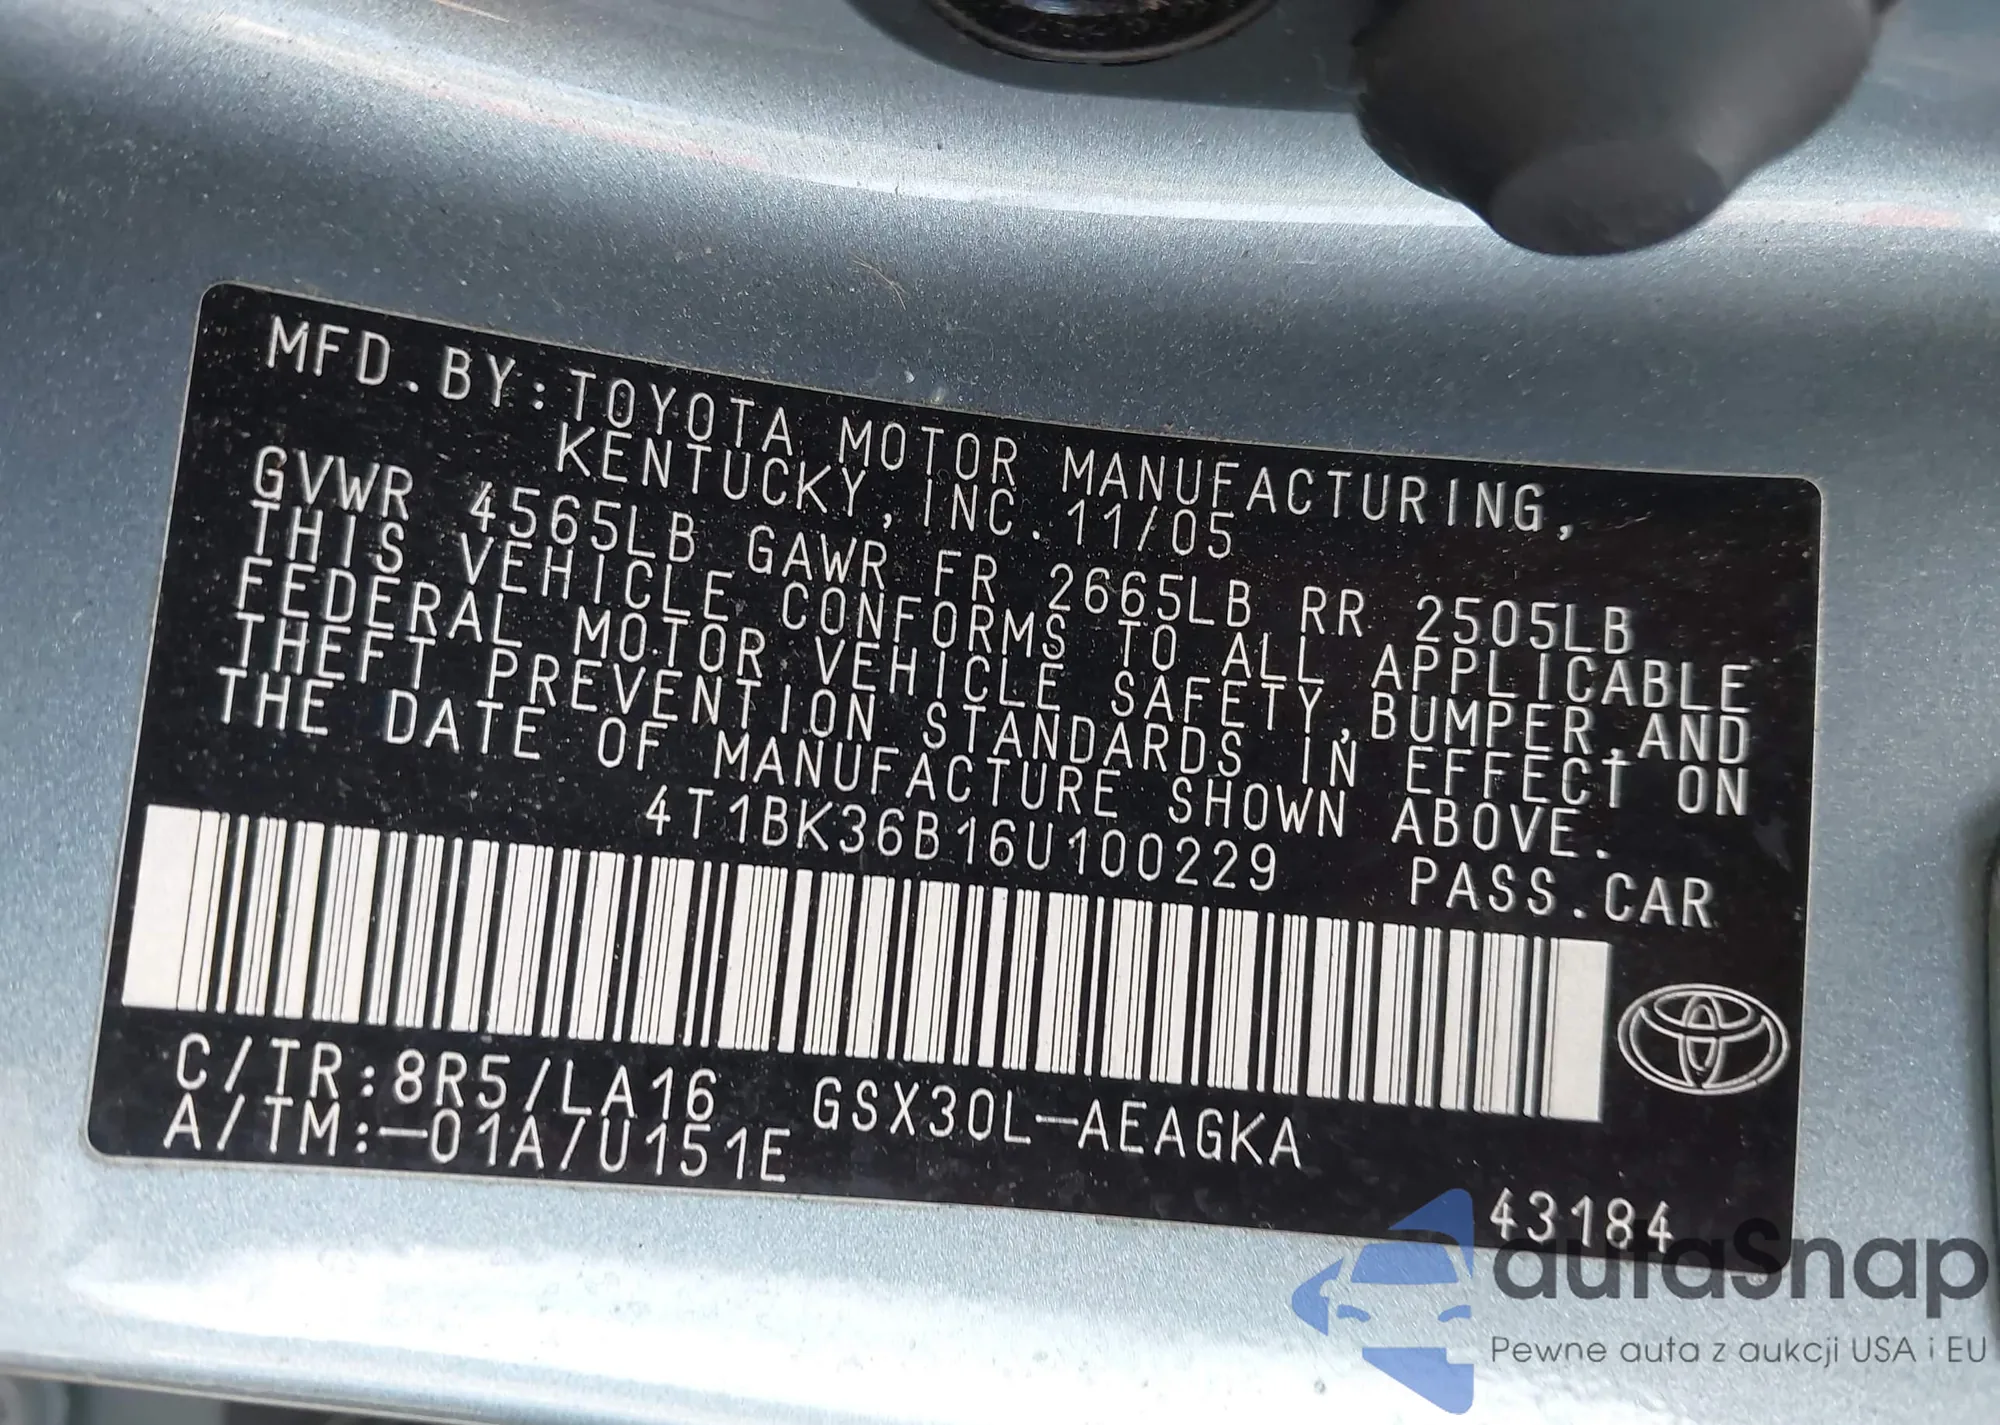 MFD.BY:TOYOTA MOTOR MANUFACTURING,
KENTUCKY,INC.11/05
GVWR 4565LB GAWR FR 2665LB RR 2505LB
THIS VEHICLE CONFORMS TO ALL APPLICABLE
FEDERAL MOTOR VEHICLE SAFETY,BUMPER,AND
THEFT PREVENTION STANDARDS IN EFFECT ON
THE DATE OF MANUFACTURE SHOWN ABOVE.
4T1BK36B16U100229 PASS.CAR
C/TR:8R5/LA16 GSX30L-AEAGKA
A/TM:-01A/U151E
43184
autaSnap
Pewne auta z aukcji USA i EU